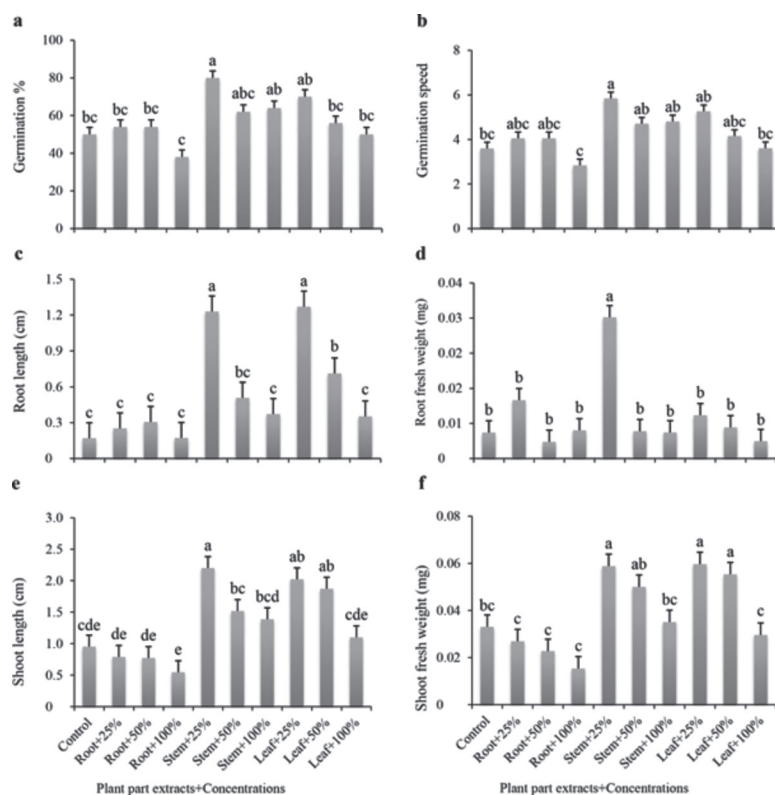 a
Germination %
100
80
60
40
20
0
bc bc bc c a abc ab ab bc bc
b
Germination speed
8
6
4
2
0
bc abc abc c a ab ab ab abc bc
c
Root length (cm)
1.5
1.2
0.9
0.6
0.3
0
c c c c a bc c a b c
d
Root fresh weight (mg)
0.04
0.03
0.02
0.02
0.01
0
b b b b a b b b b b
e
Shoot length (cm)
3.0
2.5
2.0
1.5
1.0
0.5
0
cde de de e a bc bcd ab ab cde
Control
Root+25%
Root+50%
Root+100%
Stem+25%
Stem+50%
Stem+100%
Leaf+25%
Leaf+50%
Leaf+100%
Plant part extracts+Concentrations
f
Shoot fresh weight (mg)
0.08
0.06
0.04
0.02
0
bc c c c a ab bc a a c
Control
Root+25%
Root+50%
Root+100%
Stem+25%
Stem+50%
Stem+100%
Leaf+25%
Leaf+50%
Leaf+100%
Plant part extracts+Concentrations